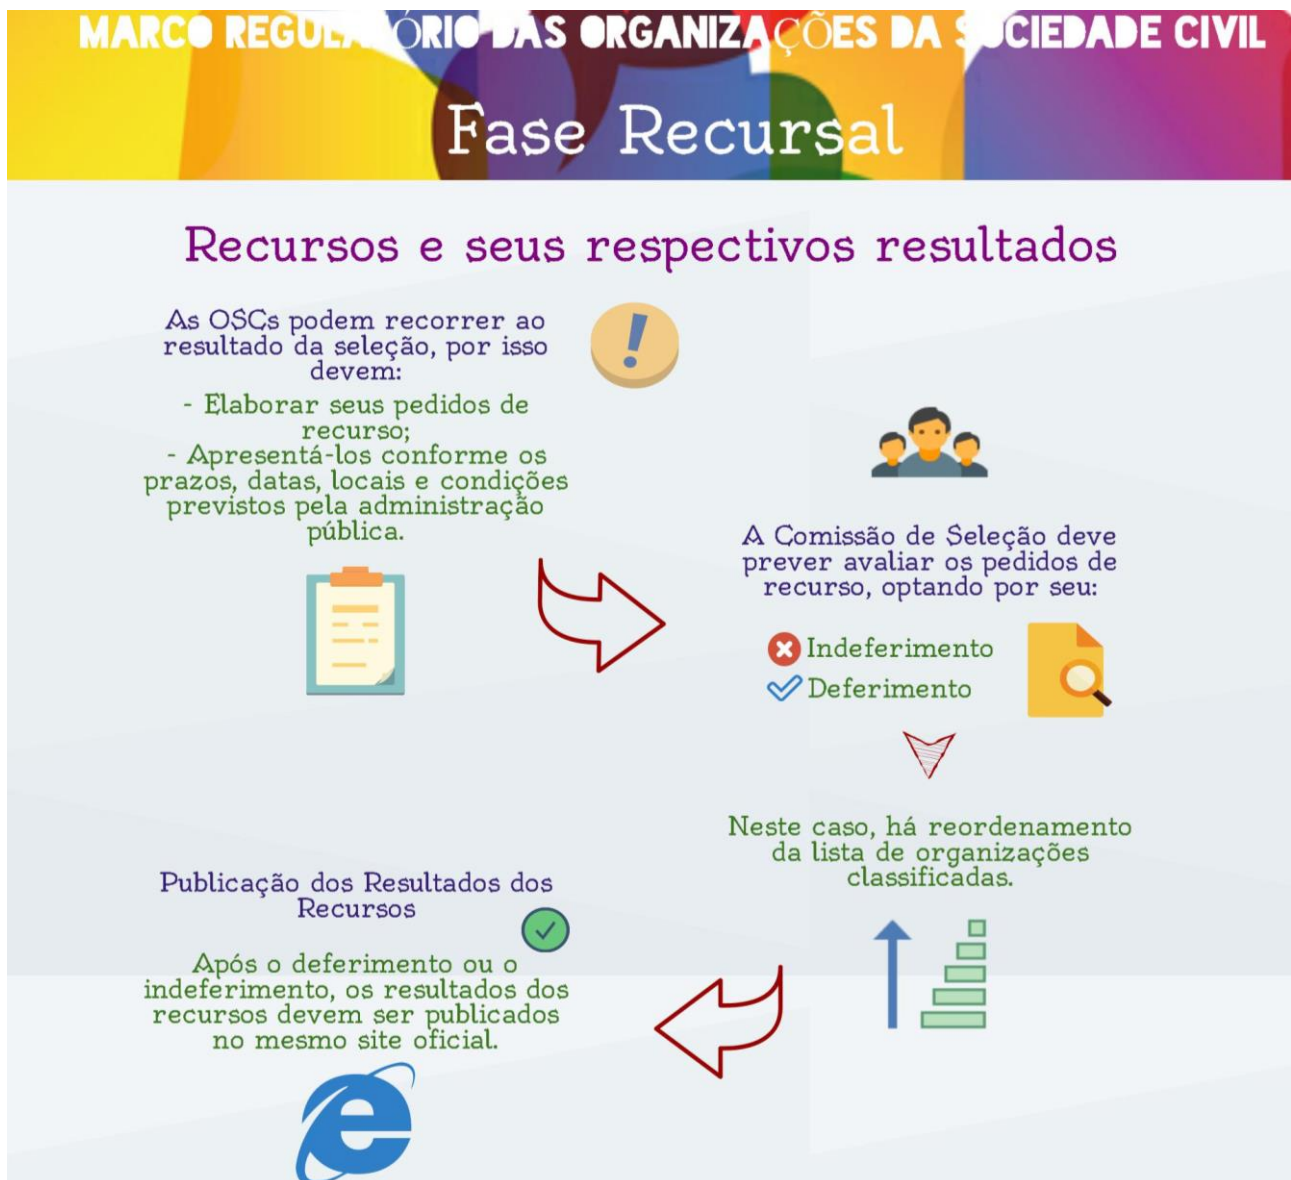 MARCO REGULATÓRIO DAS ORGANIZAÇÕES DA SOCIEDADE CIVIL
Fase Recursal
Recursos e seus respectivos resultados
As OSCs podem recorrer ao
resultado da seleção, por isso
devem:
- Elaborar seus pedidos de
recurso;
- Apresentá-los conforme os
prazos, datas, locais e condições
previstos pela administração
pública.
A Comissão de Seleção deve
prever avaliar os pedidos de
recurso, optando por seu:
Indeferimento
Deferimento
Neste caso, há reordenamento
da lista de organizações
classificadas.
Publicação dos Resultados dos
Recursos
Após o deferimento ou o
indeferimento, os resultados dos
recursos devem ser publicados
no mesmo site oficial.